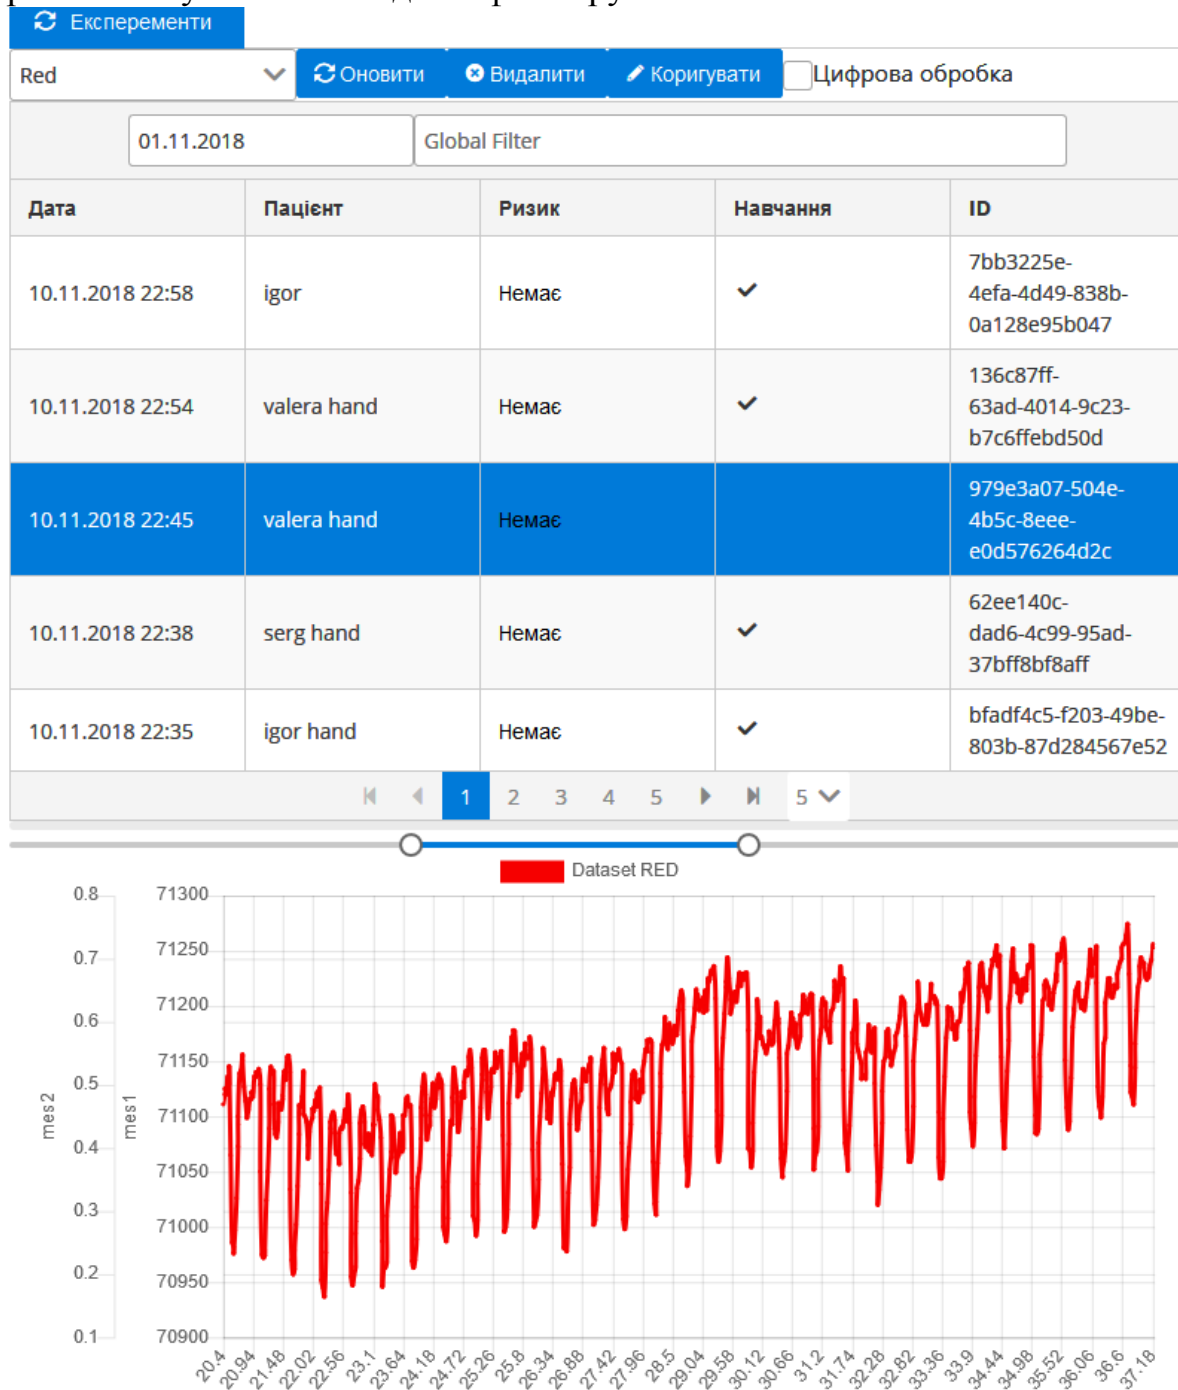 Експеременти
Red Оновити Видалити Коригувати Цифрова обробка
01.11.2018 Global Filter
Дата Пацієнт Ризик Навчання ID
10.11.2018 22:58 igor Немає 7bb3225e-
4efa-4d49-838b-
0a128e95b047
10.11.2018 22:54 valera hand Немає 136c87ff-
63ad-4014-9c23-
b7c6ffebd50d
10.11.2018 22:45 valera hand Немає 979e3a07-504e-
4b5c-8eee-
e0d576264d2c
10.11.2018 22:38 serg hand Немає 62ee140c-
dad6-4c99-95ad-
37bff8bf8aff
10.11.2018 22:35 igor hand Немає bfadf4c5-f203-49be-
803b-87d284567e52
1 2 3 4 5 5
Dataset RED
0.8 71300
71250
0.7
71200
0.6
71150
0.5
71100
0.4
71050
0.3
71000
0.2
70950
0.1 70900
mes2
mes1
20.4 20.94 21.48 22.02 22.56 23.1 23.64 24.18 24.72 25.26 25.8 26.34 26.88 27.42 27.96 28.5 29.04 29.58 30.12 30.66 31.2 31.74 32.28 32.82 33.36 33.9 34.44 34.98 35.52 36.06 36.6 37.18